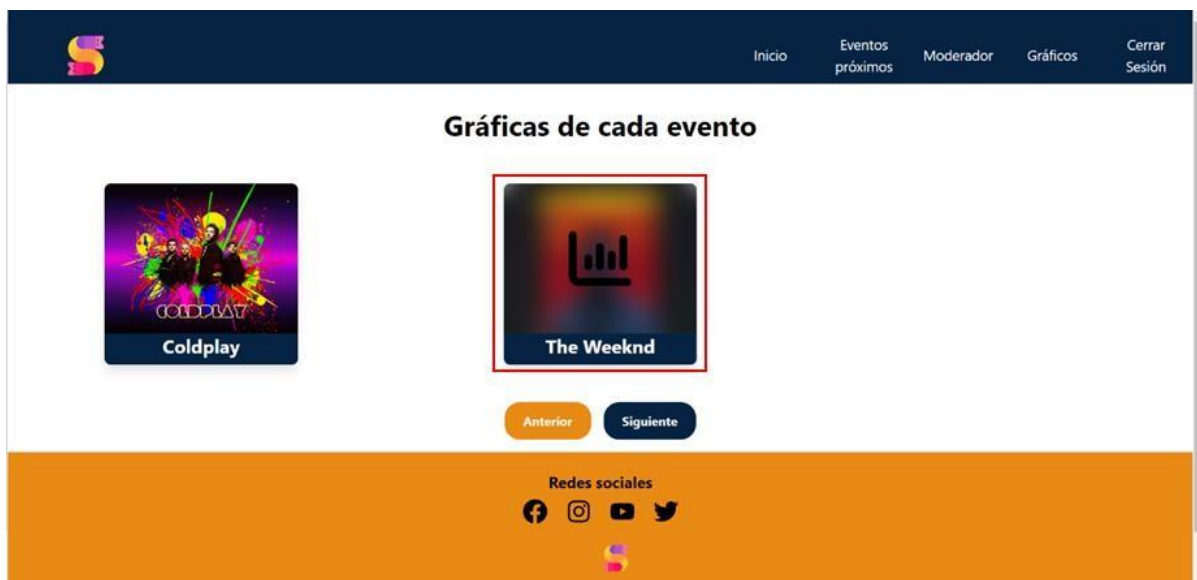 Inicio
Eventos
próximos
Moderador
Gráficos
Cerrar
Sesión
Gráficas de cada evento
COLDPLAY
Coldplay
The Weeknd
Anterior
Siguiente
Redes sociales